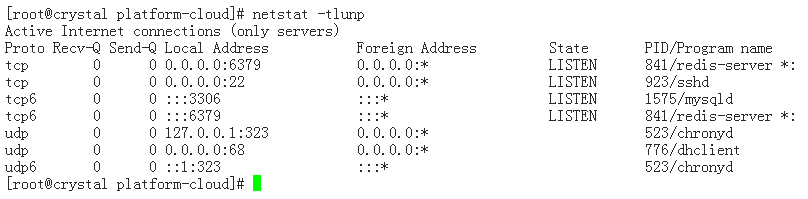 [root@crystal platform-cloud]# netstat -tlunp
Active Internet connections (only servers)
Proto Recv-Q Send-Q Local Address           Foreign Address         State       PID/Program name
tcp        0      0 0.0.0.0:6379            0.0.0.0:*               LISTEN      841/redis-server *:
tcp        0      0 0.0.0.0:22              0.0.0.0:*               LISTEN      923/sshd
tcp6       0      0 :::3306                 :::*                    LISTEN      1575/mysqld
tcp6       0      0 :::6379                 :::*                    LISTEN      841/redis-server *:
udp        0      0 127.0.0.1:323           0.0.0.0:*                           523/chronyd
udp        0      0 0.0.0.0:68              0.0.0.0:*                           776/dhclient
udp6       0      0 ::1:323                 :::*                                523/chronyd
[root@crystal platform-cloud]#